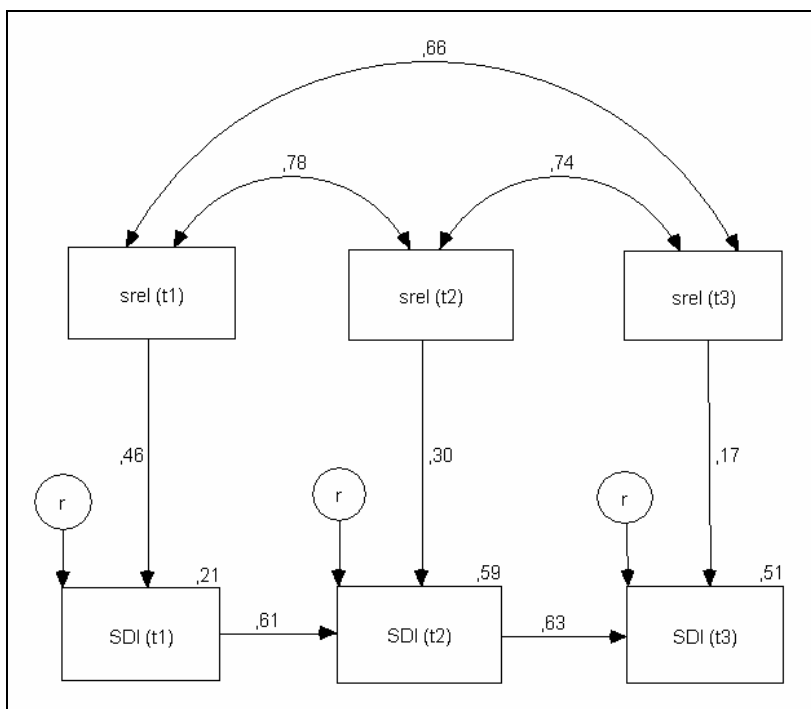 ,66
,78
,74
srel (t1)
srel (t2)
srel (t3)
,46
,30
,17
r
r
r
,21
,59
,51
SDI (t1)
,61
SDI (t2)
,63
SDI (t3)